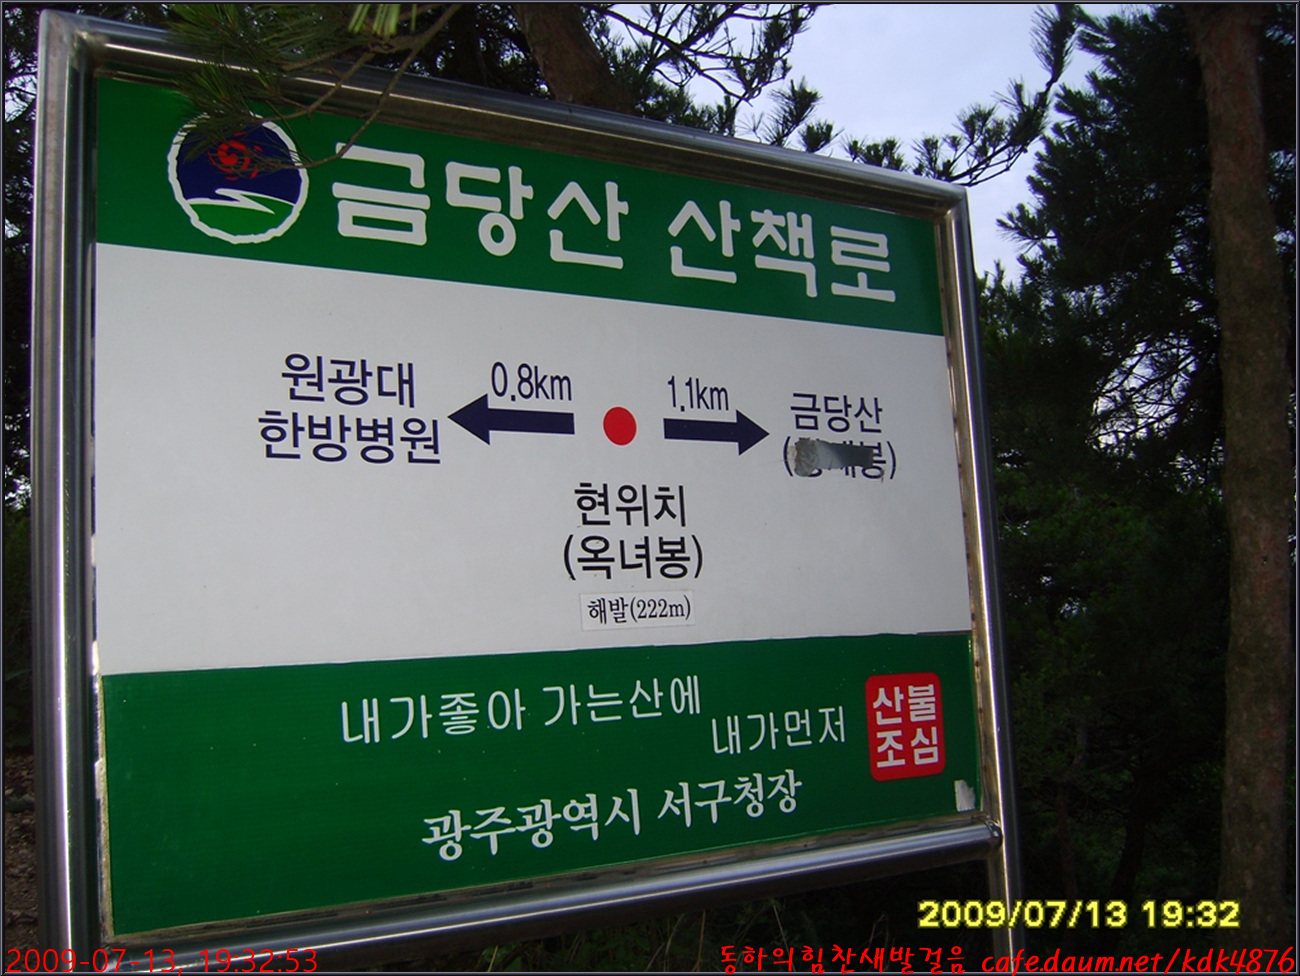 금당산 산책로
원광대
한방병원
0.8km
1.1km
금당산
현위치
(옥녀봉)
해발(222m)
내가좋아 가는산에
내가먼저
산불
조심
광주광역시 서구청장
2009/07/13 19:32
2009-07-13, 19:32:53
동하의힘찬새발걸음 cafe.daum.net/kdk4876